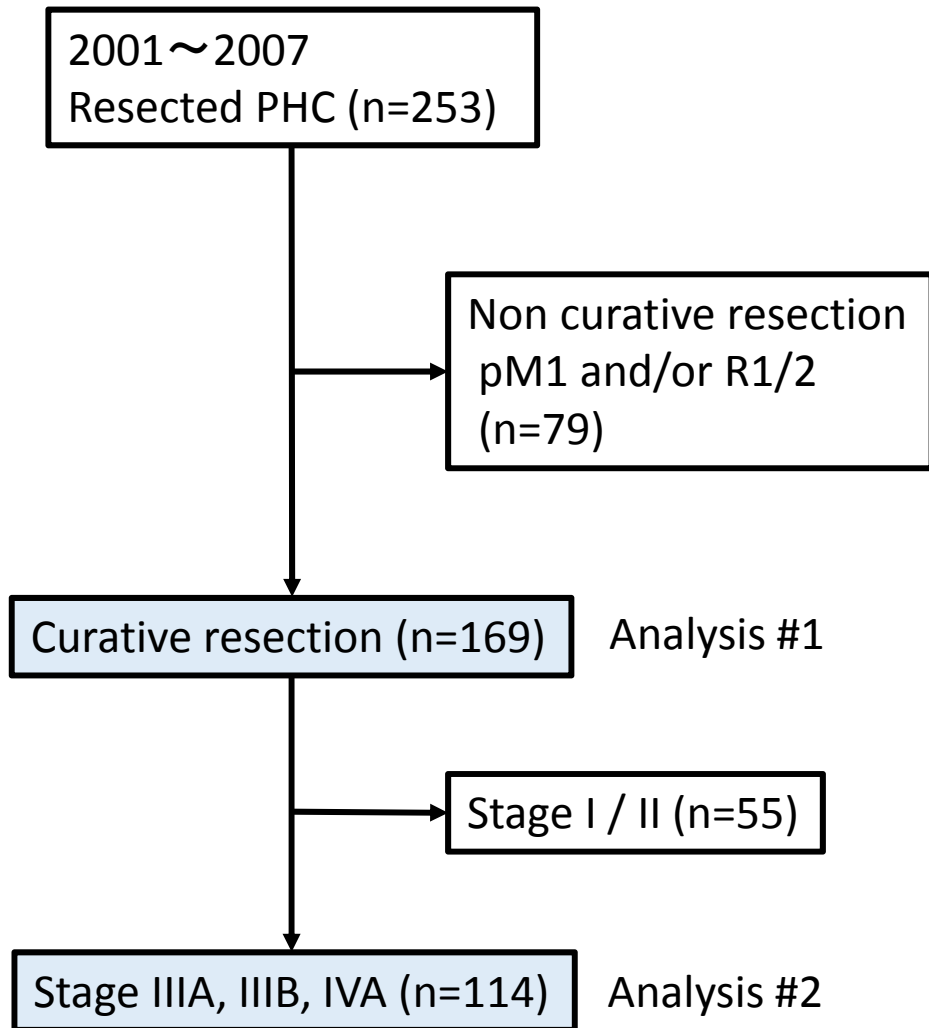 2001～2007
Resected PHC (n=253)
Non curative resection
pM1 and/or R1/2
(n=79)
Curative resection (n=169)
Analysis #1
Stage I / II (n=55)
Stage IIIA, IIIB, IVA (n=114)
Analysis #2